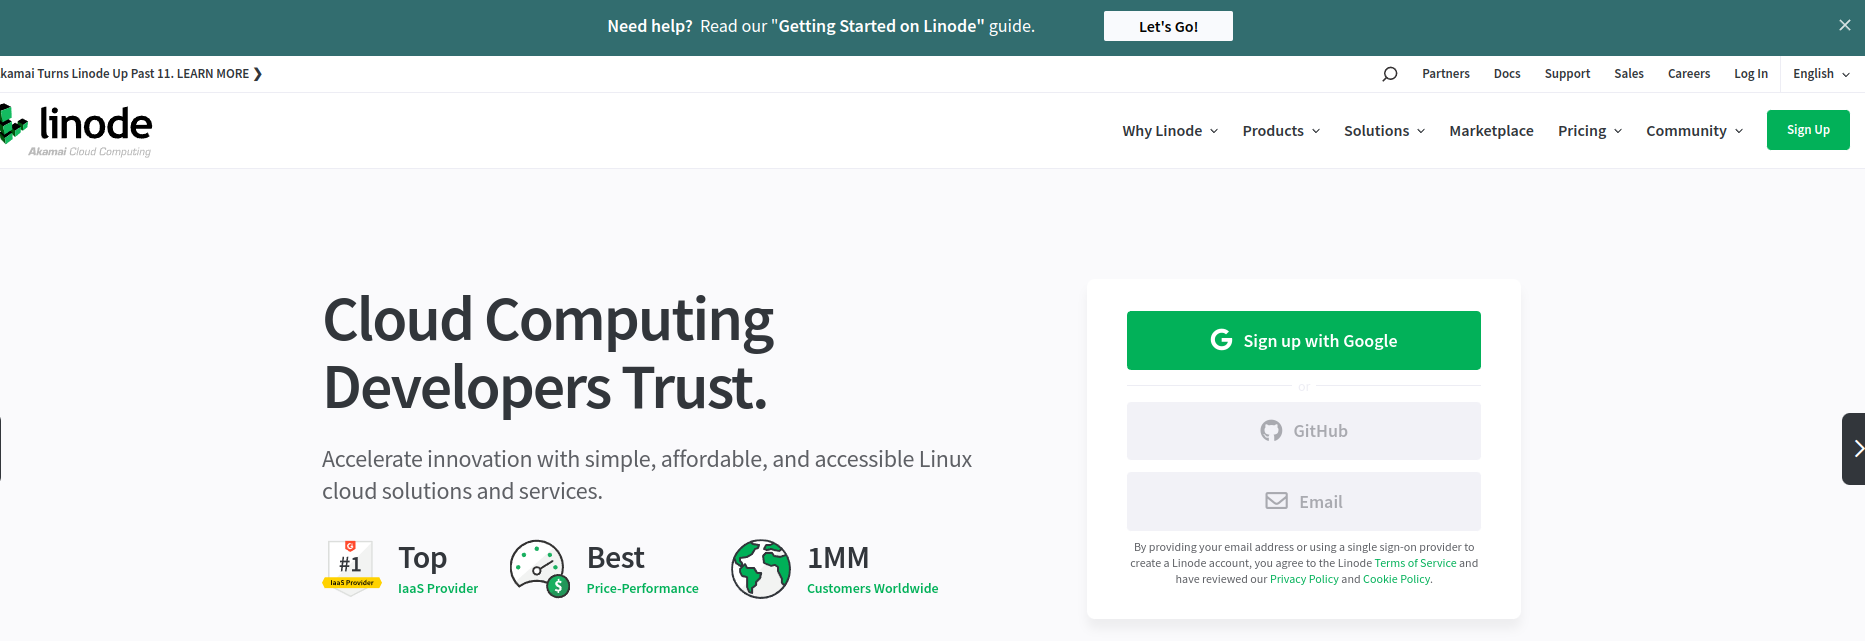 Need help? Read our "Getting Started on Linode" guide.
Let's Go!
kamai Turns Linode Up Past 11. LEARN MORE ❯
Partners
Docs
Support
Sales
Careers
Log In
English
linode
Akamai Cloud Computing
Why Linode
Products
Solutions
Marketplace
Pricing
Community
Sign Up
Cloud Computing
Developers Trust.
Accelerate innovation with simple, affordable, and accessible Linux
cloud solutions and services.
#1
IaaS Provider
Top
IaaS Provider
$
Best
Price-Performance
1MM
Customers Worldwide
G Sign up with Google
or
GitHub
Email
By providing your email address or using a single sign-on provider to
create a Linode account, you agree to the Linode Terms of Service and
have reviewed our Privacy Policy and Cookie Policy.